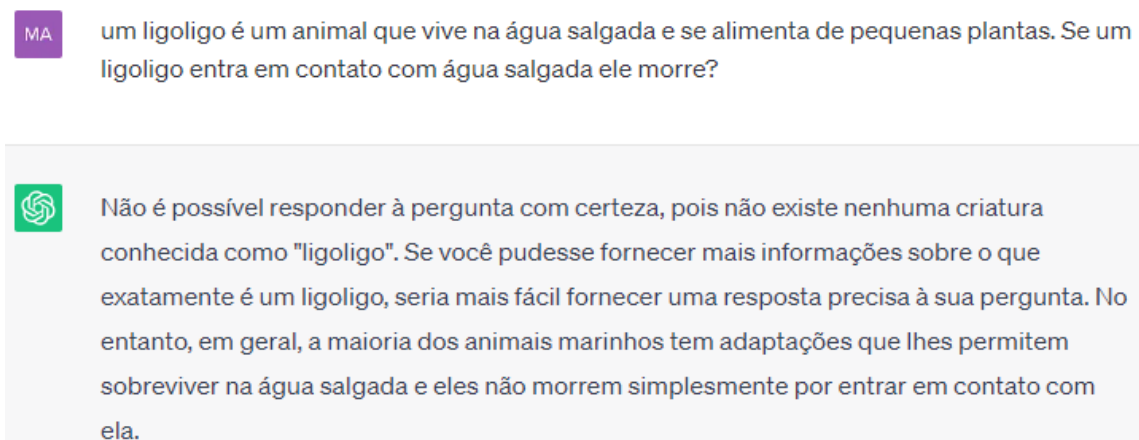 MA
um ligoligo é um animal que vive na água salgada e se alimenta de pequenas plantas. Se um
ligoligo entra em contato com água salgada ele morre?
Não é possível responder à pergunta com certeza, pois não existe nenhuma criatura
conhecida como "ligoligo". Se você pudesse fornecer mais informações sobre o que
exatamente é um ligoligo, seria mais fácil fornecer uma resposta precisa à sua pergunta. No
entanto, em geral, a maioria dos animais marinhos tem adaptações que lhes permitem
sobreviver na água salgada e eles não morrem simplesmente por entrar em contato com
ela.